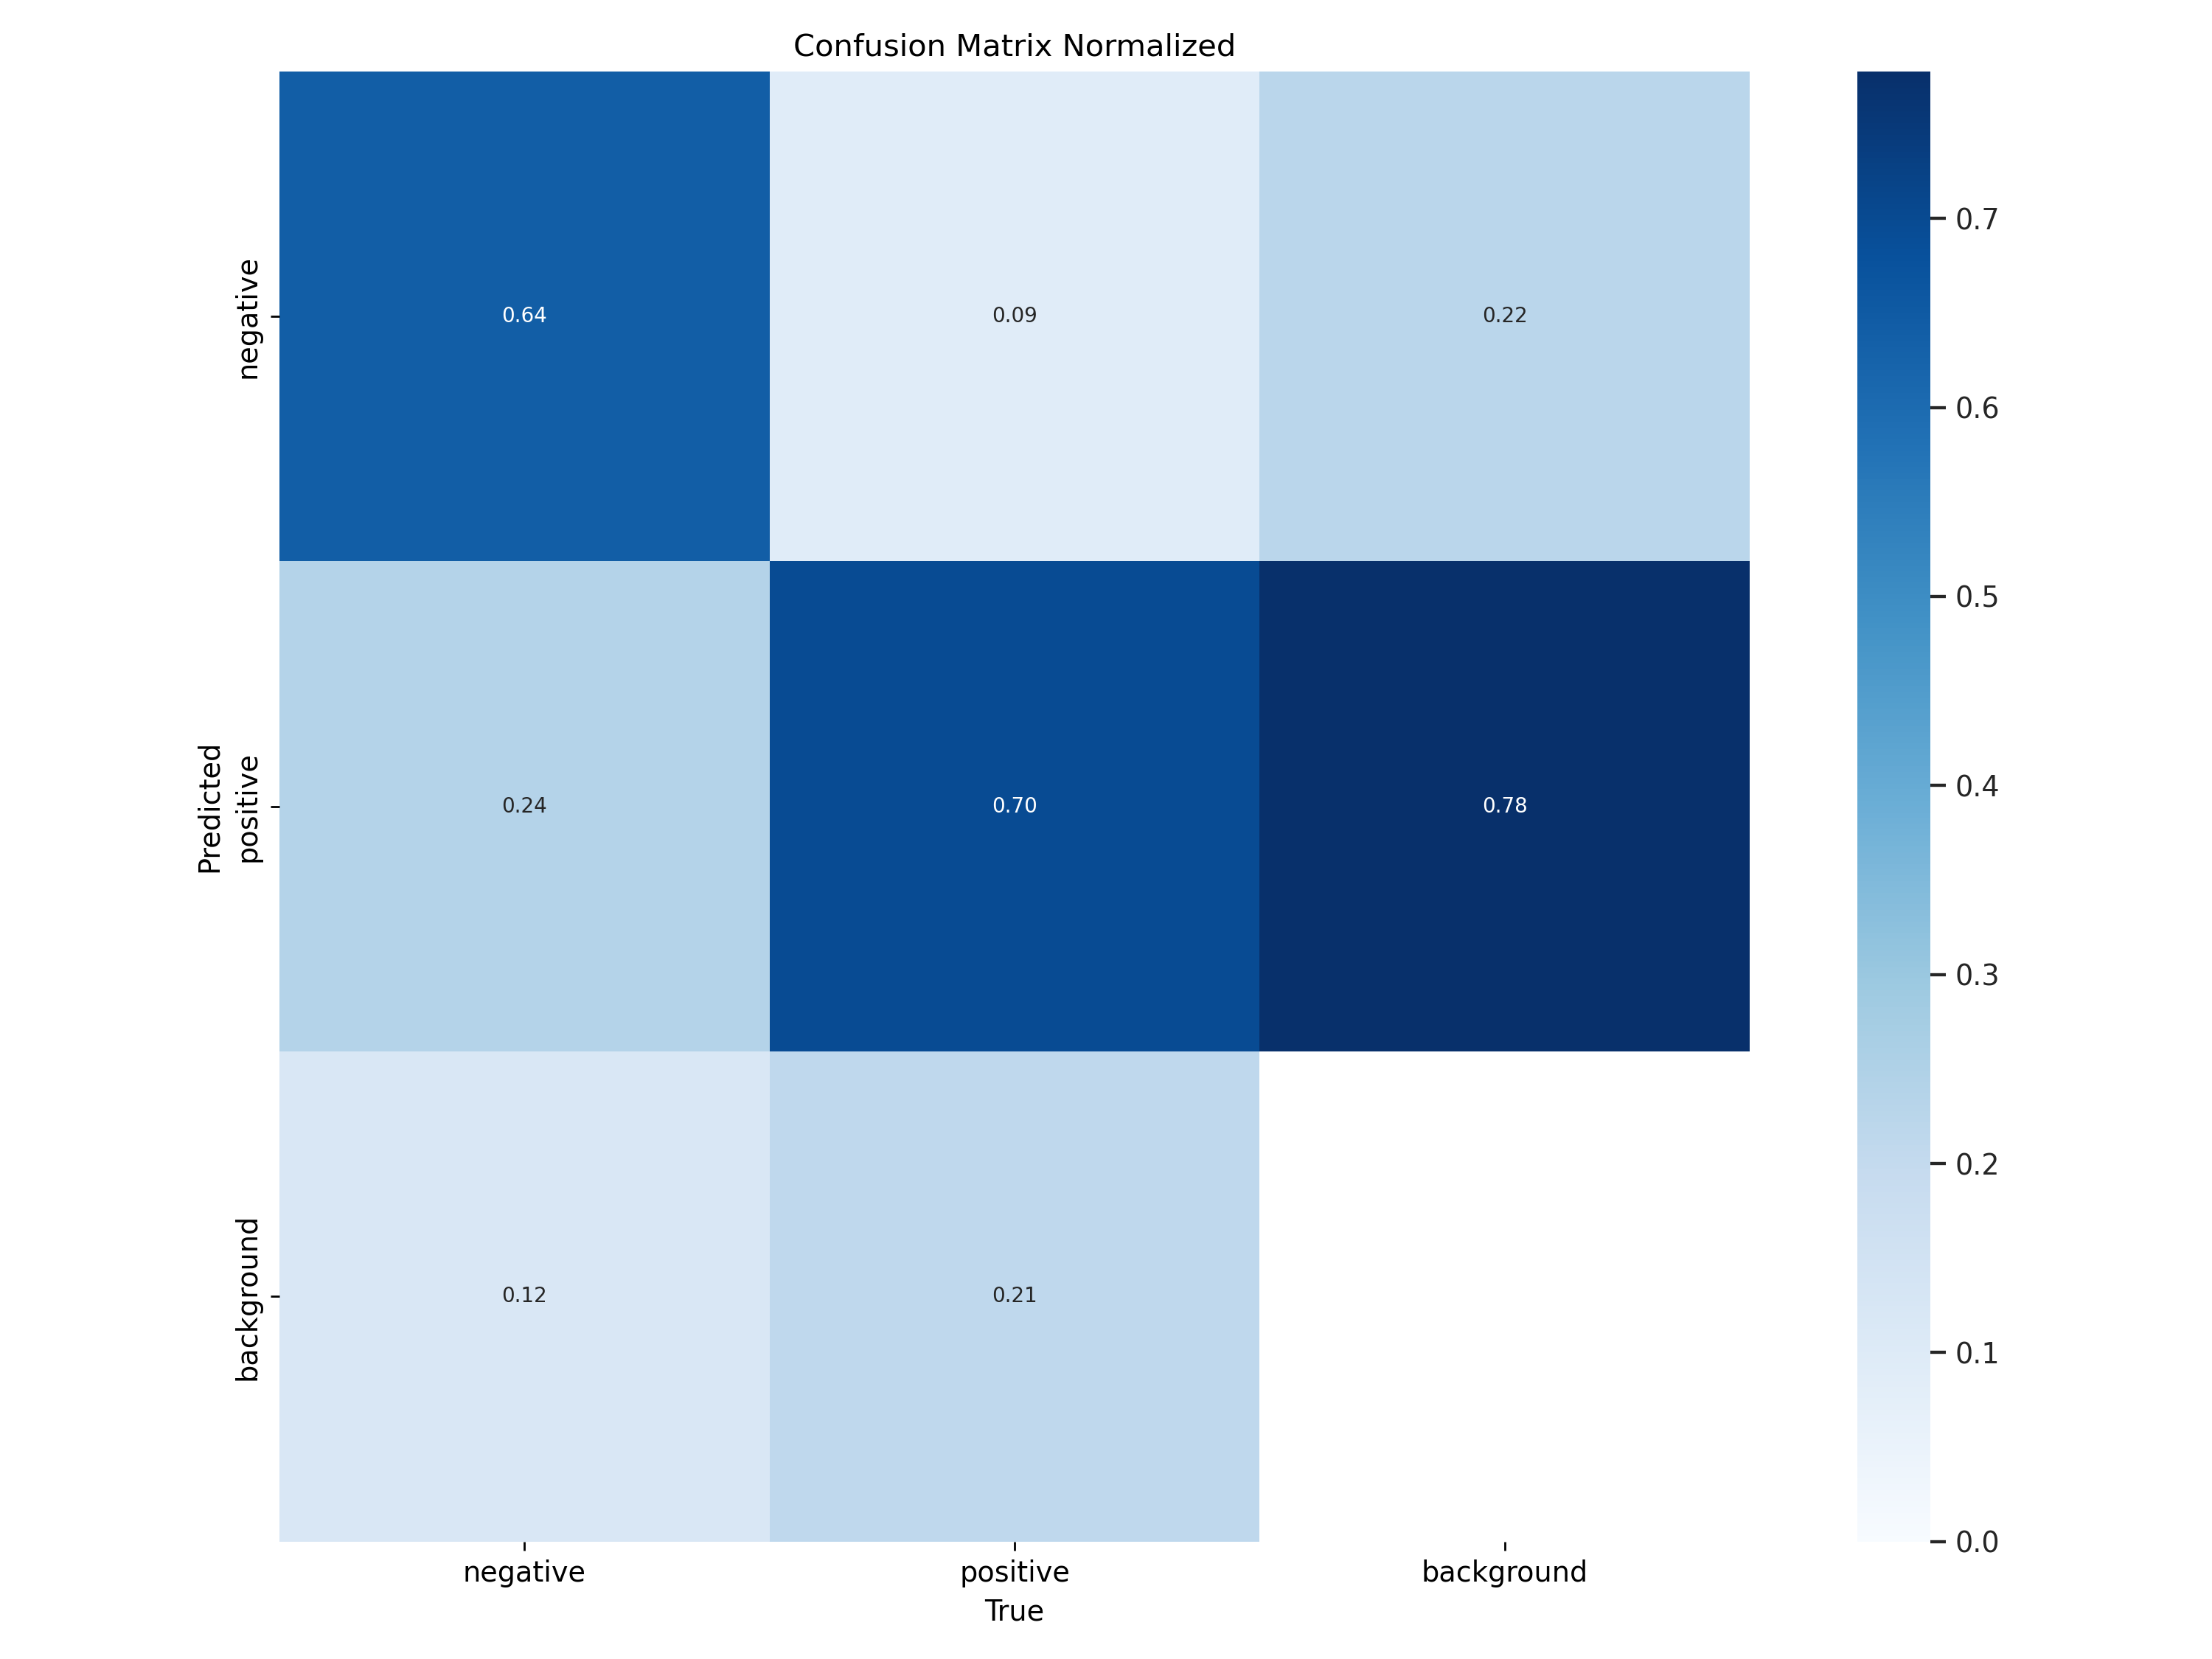 Confusion Matrix Normalized
negative
0.64
0.09
0.22
Predicted
positive
0.24
0.70
0.78
background
0.12
0.21
negative
positive
background
True
0.7
0.6
0.5
0.4
0.3
0.2
0.1
0.0